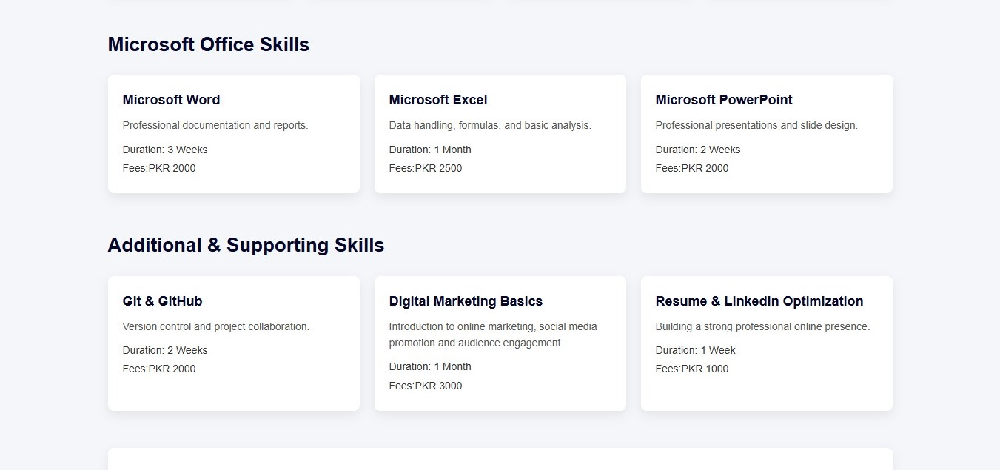 Microsoft Office Skills
Microsoft Word
Professional documentation and reports.
Duration: 3 Weeks
Fees:PKR 2000
Microsoft Excel
Data handling, formulas, and basic analysis.
Duration: 1 Month
Fees:PKR 2500
Microsoft PowerPoint
Professional presentations and slide design.
Duration: 2 Weeks
Fees:PKR 2000
Additional & Supporting Skills
Git & GitHub
Version control and project collaboration.
Duration: 2 Weeks
Fees:PKR 2000
Digital Marketing Basics
Introduction to online marketing, social media
promotion and audience engagement.
Duration: 1 Month
Fees:PKR 3000
Resume & LinkedIn Optimization
Building a strong professional online presence.
Duration: 1 Week
Fees:PKR 1000